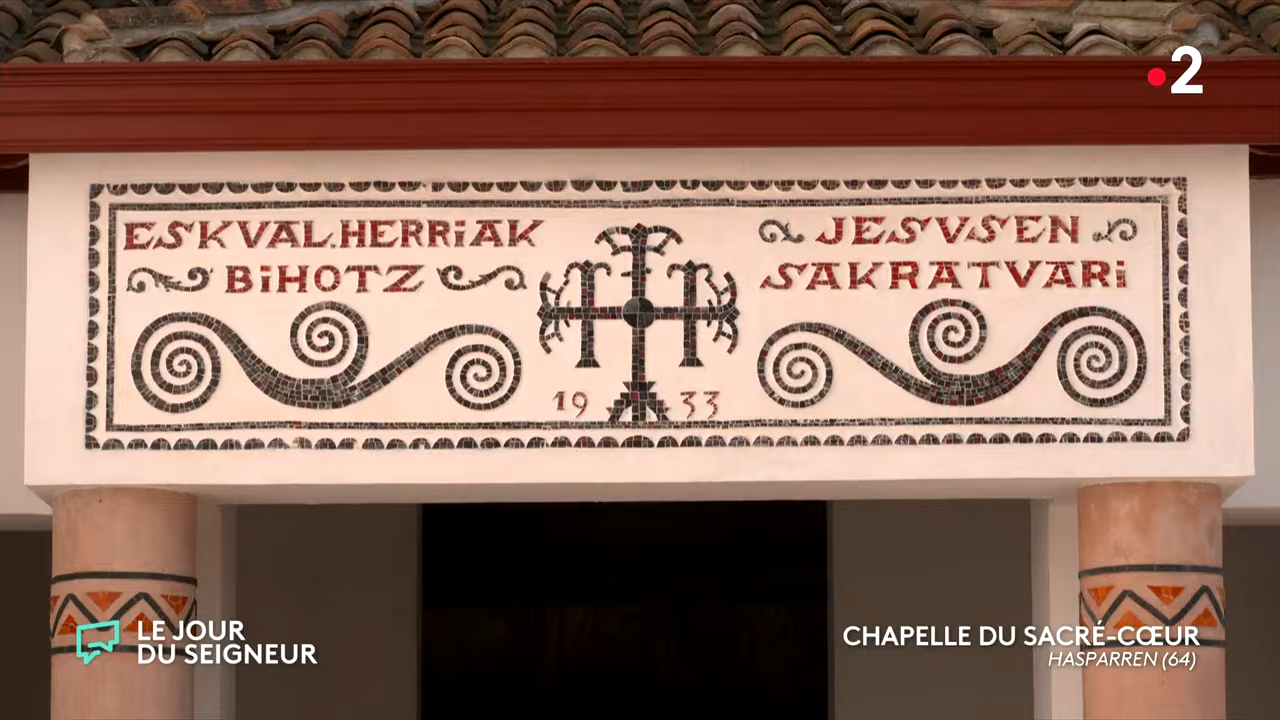 2
ESKVAL.HERRiAK
BiHOTZ
JESVSEN
SAKRATVARi
19 33
LE JOUR
DU SEIGNEUR
CHAPELLE DU SACRÉ-CŒUR
HASPARREN (64)